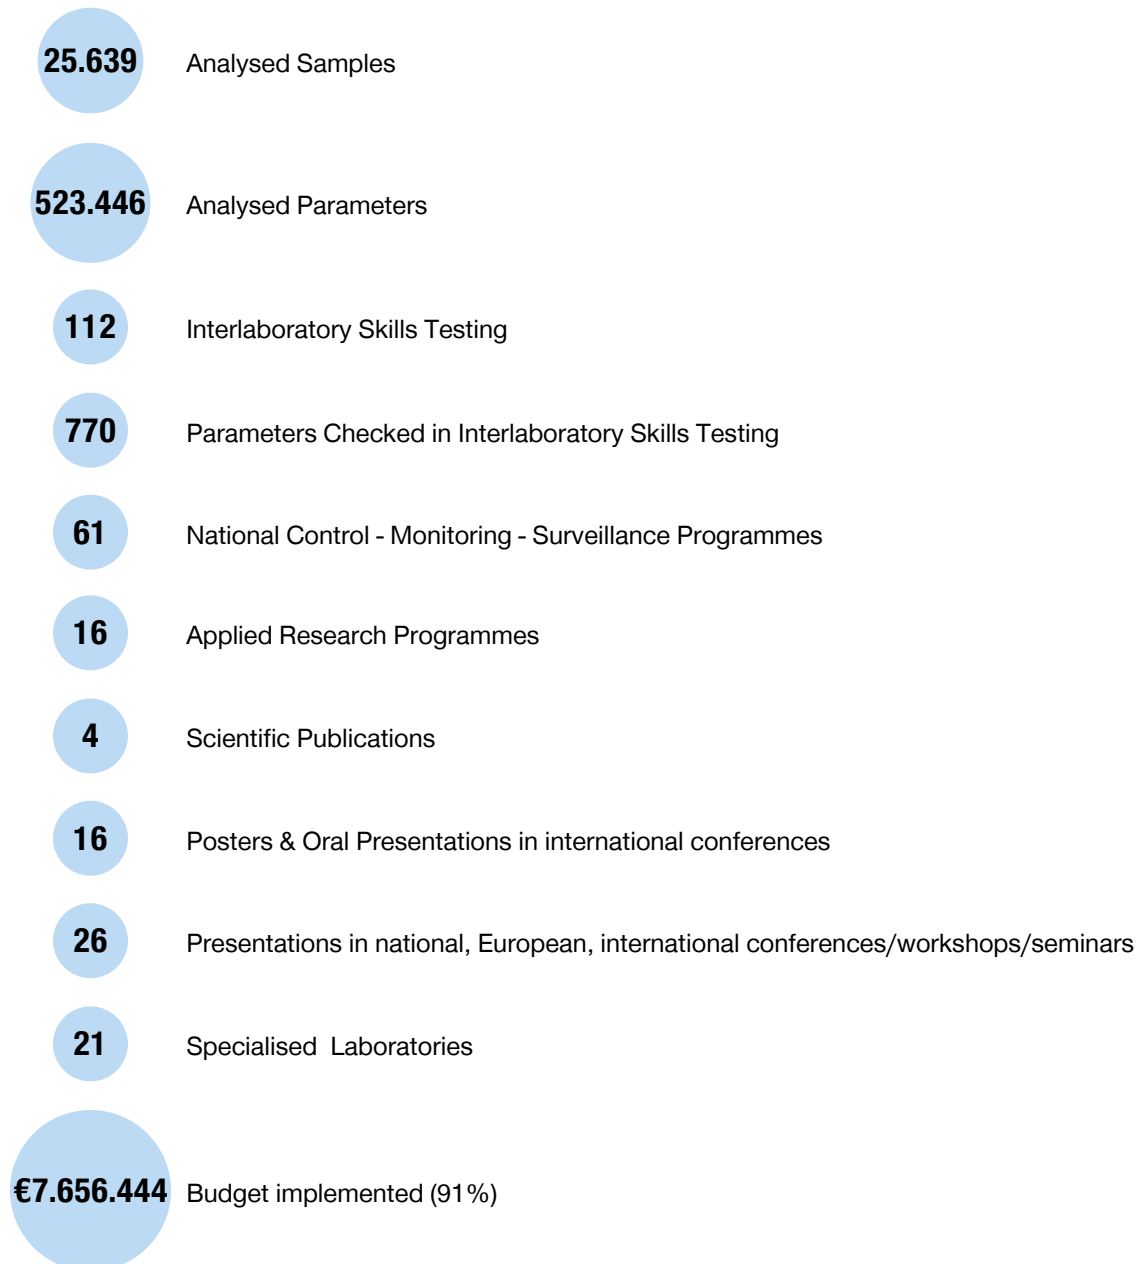 25.639 Analysed Samples
523.446 Analysed Parameters
112 Interlaboratory Skills Testing
770 Parameters Checked in Interlaboratory Skills Testing
61 National Control - Monitoring - Surveillance Programmes
16 Applied Research Programmes
4 Scientific Publications
16 Posters & Oral Presentations in international conferences
26 Presentations in national, European, international conferences/workshops/seminars
21 Specialised Laboratories
€7.656.444 Budget implemented (91%)